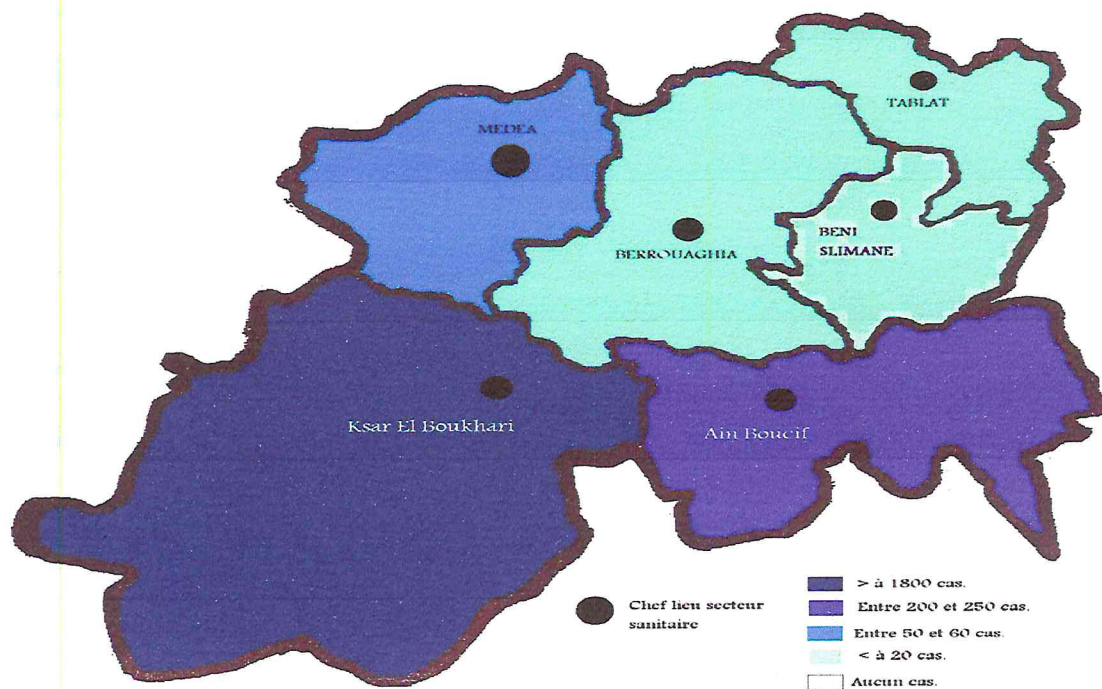 TABLAT
MEDEA
BENI
SLIMANE
BERROUAGHIA
Ksar El Boukhari
Ain Boucif
Chef lieu secteur
sanitaire
> à 1800 cas.
Entre 200 et 250 cas.
Entre 50 et 60 cas.
< à 20 cas.
Aucun cas.